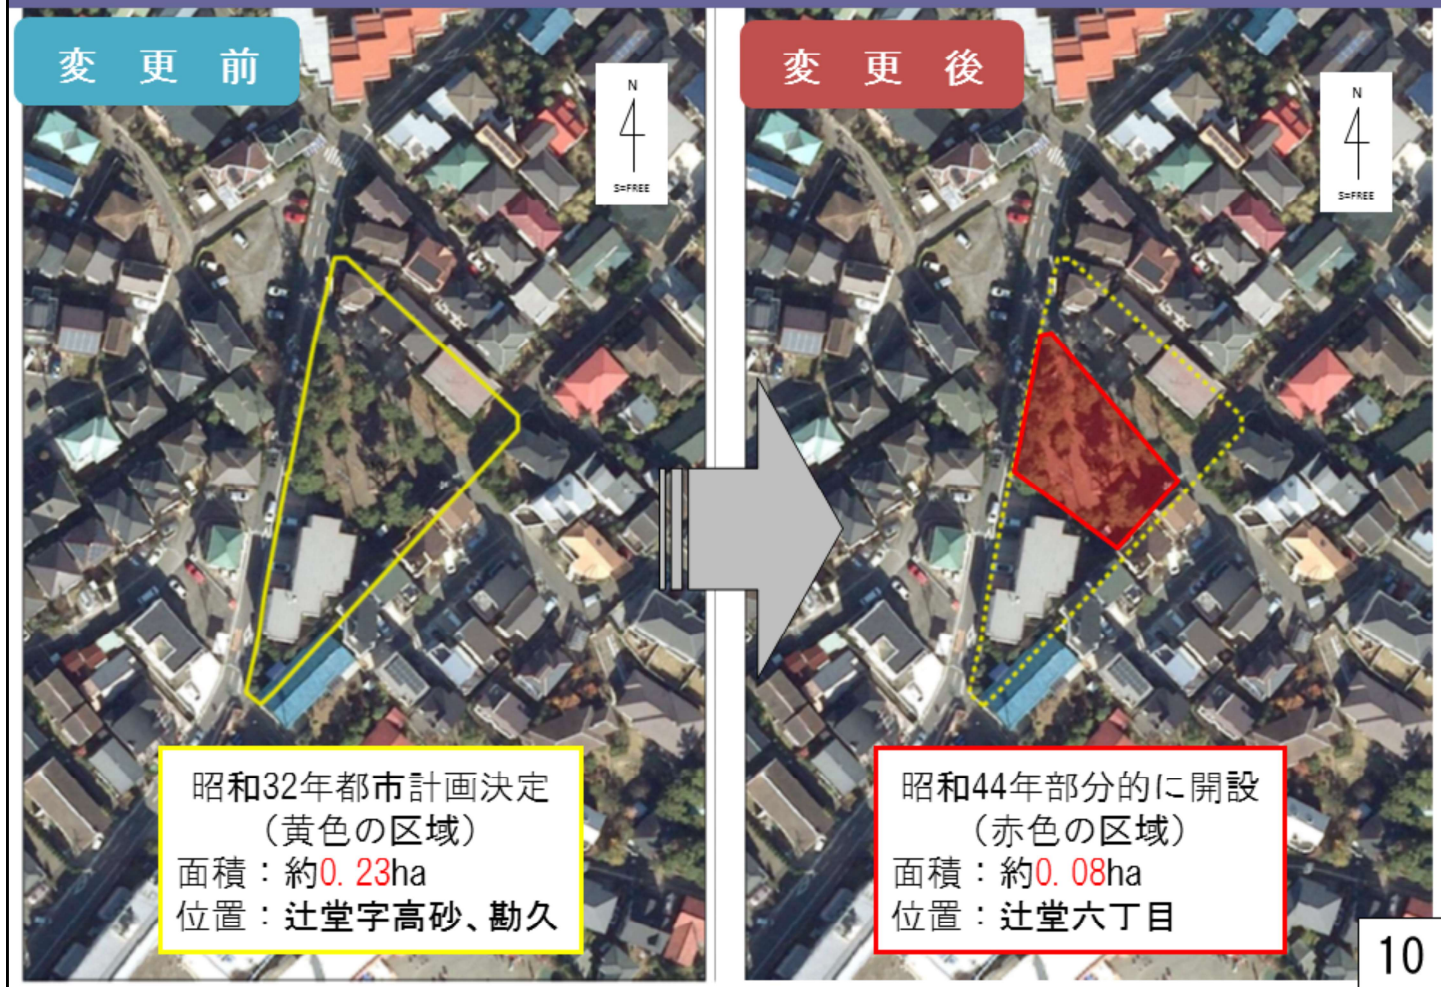 変更前
N
S=FREE
昭和32年都市計画決定
（黄色の区域）
面積：約0.23ha
位置：辻堂字高砂、勘久
変更後
N
S=FREE
昭和44年部分的に開設
（赤色の区域）
面積：約0.08ha
位置：辻堂六丁目
10